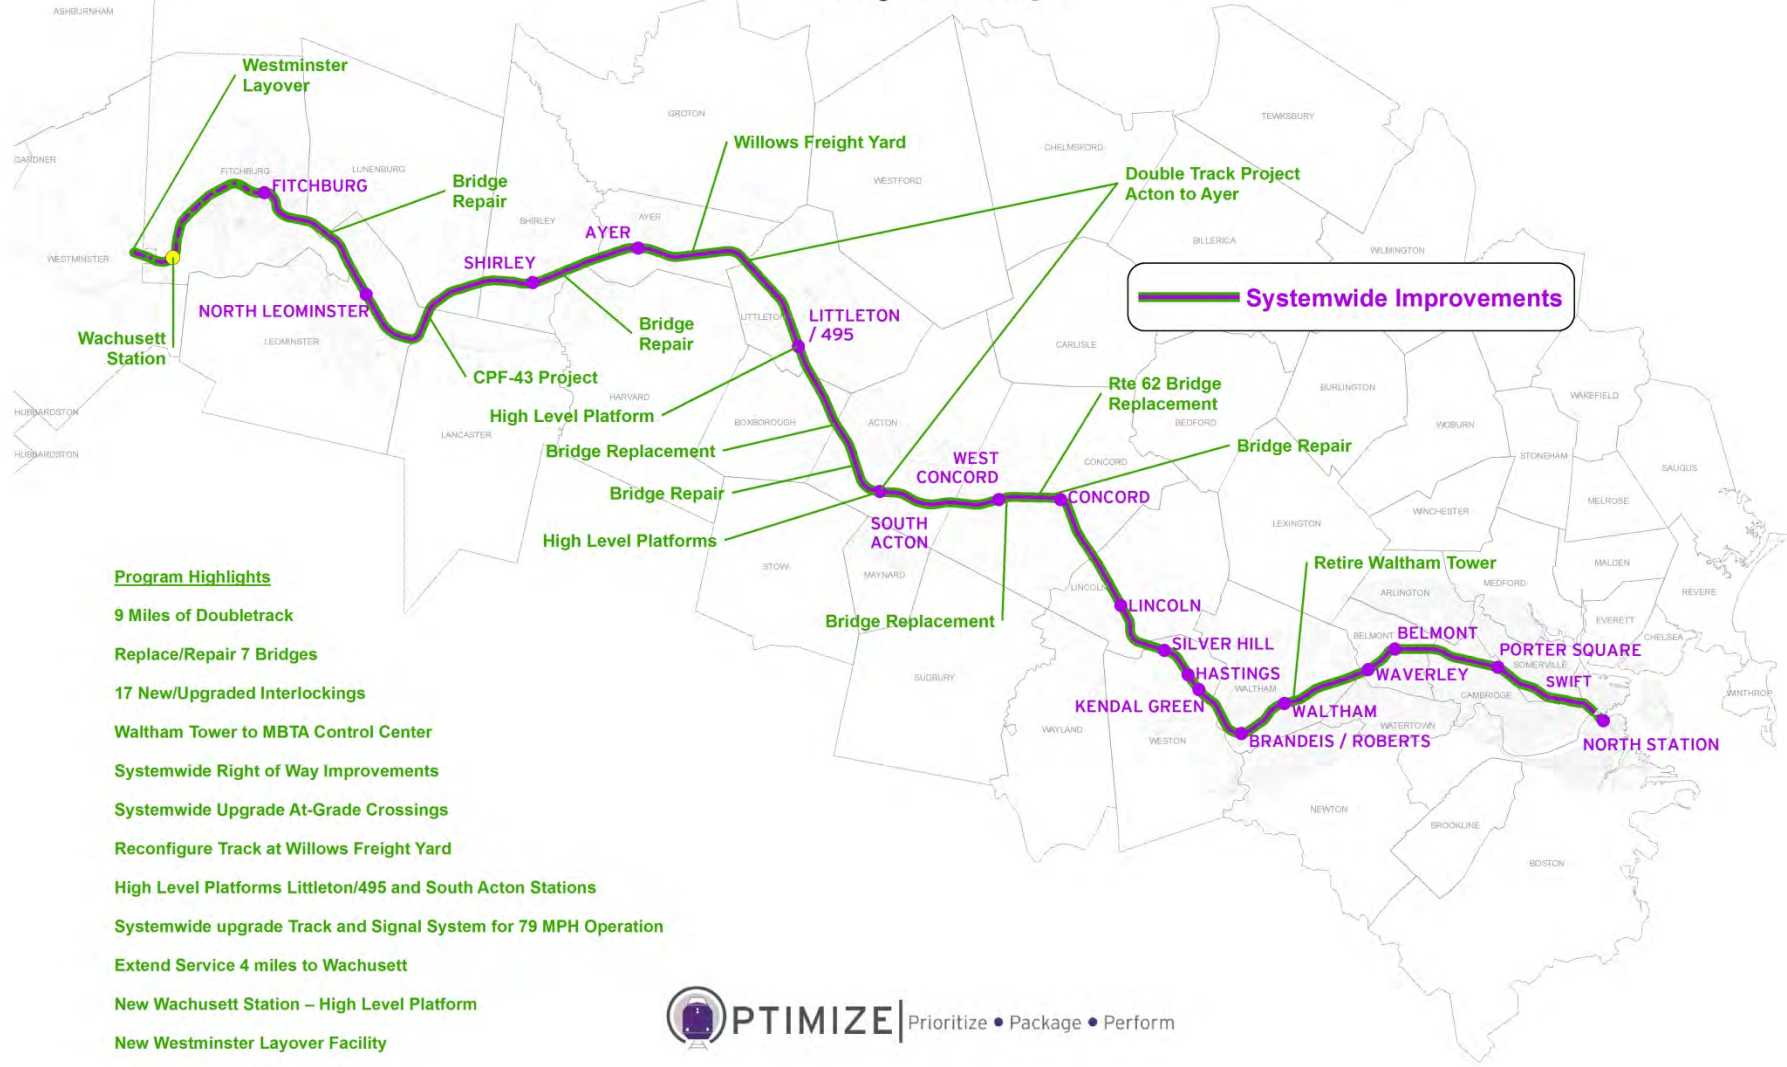 ASHBURNHAM
Westminster
Layover
GROTON
TEWKSBURY
Willows Freight Yard
CHELMSFORD
GARDNER
FITCHBURG
LUNENBURG
WESTFORD
Double Track Project
Acton to Ayer
FITCHBURG
Bridge
Repair
SHIRLEY
AYER
AYER
BILLERICA
WILMINGTON
WESTMINSTER
SHIRLEY
Systemwide Improvements
NORTH LEOMINSTER
LITTLETON
LITTLETON
/ 495
Bridge
Repair
Wachusett
Station
LEOMINSTER
CARLISLE
CPF-43 Project
Rte 62 Bridge
Replacement
BURLINGTON
WAKEFIELD
HARVARD
HUBBARDSTON
High Level Platform
BOXBOROUGH
ACTON
BEDFORD
WOBURN
LANCASTER
Bridge Replacement
WEST
CONCORD
CONCORD
Bridge Repair
HUBBARDSTON
STONEHAM
SAUGUS
Bridge Repair
CONCORD
MELROSE
WINCHESTER
SOUTH
ACTON
LEXINGTON
High Level Platforms
STOW
MAYNARD
Retire Waltham Tower
MALDEN
Program Highlights
LINCOLN
MEDFORD
ARLINGTON
REVERE
LINCOLN
9 Miles of Doubletrack
Bridge Replacement
EVERETT
BELMONT
BELMONT
CHELSEA
SILVER HILL
PORTER SQUARE
Replace/Repair 7 Bridges
SOMERVILLE
HASTINGS
WAVERLEY
SWIFT
SUDBURY
WALTHAM
CAMBRIDGE
WINTHROP
17 New/Upgraded Interlockings
KENDAL GREEN
WALTHAM
WATERTOWN
Waltham Tower to MBTA Control Center
WAYLAND
WESTON
BRANDEIS / ROBERTS
NORTH STATION
Systemwide Right of Way Improvements
Systemwide Upgrade At-Grade Crossings
NEWTON
BROOKLINE
Reconfigure Track at Willows Freight Yard
BOSTON
High Level Platforms Littleton/495 and South Acton Stations
Systemwide upgrade Track and Signal System for 79 MPH Operation
Extend Service 4 miles to Wachusett
New Wachusett Station – High Level Platform
New Westminster Layover Facility
OPTIMIZE | Prioritize • Package • Perform